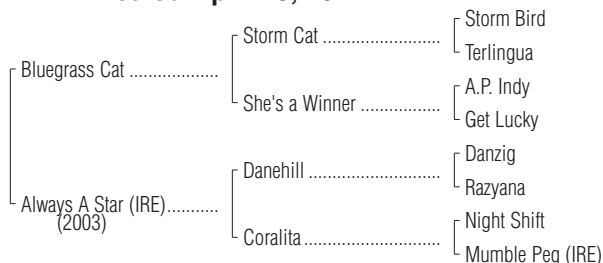 Storm Bird
Storm Cat ........................
Terlingua
Bluegrass Cat ..................
A.P. Indy
She's a Winner .................
Get Lucky
Danzig
Danehill ...........................
Razyana
Always A Star (IRE)..........
(2003)
Night Shift
Coralita............................
Mumble Peg (IRE)